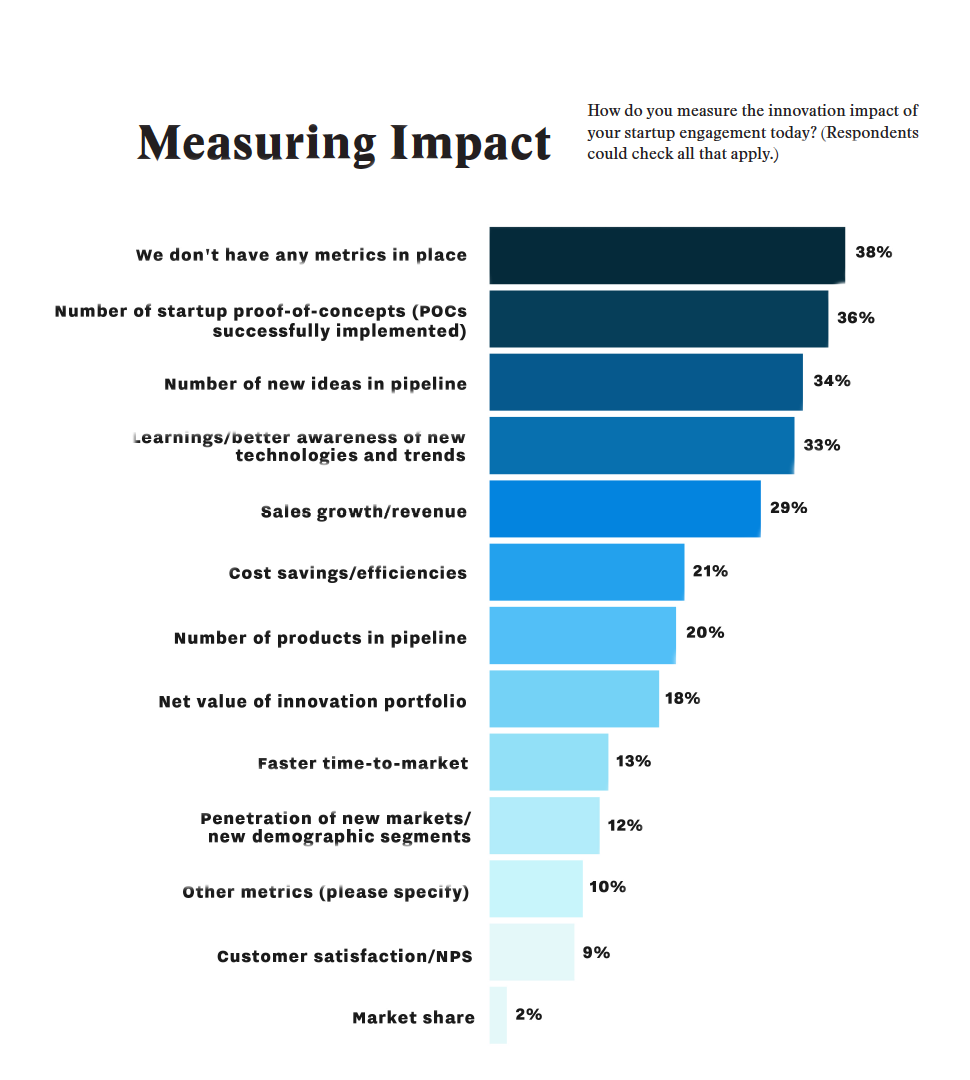 Measuring Impact
How do you measure the innovation impact of
your startup engagement today? (Respondents
could check all that apply.)
We don't have any metrics in place
38%
Number of startup proof-of-concepts (POCs
successfully implemented)
36%
Number of new ideas in pipeline
34%
Learnings/better awareness of new
technologies and trends
33%
Sales growth/revenue
29%
Cost savings/efficiencies
21%
Number of products in pipeline
20%
Net value of innovation portfolio
18%
Faster time-to-market
13%
Penetration of new markets/
new demographic segments
12%
Other metrics (please specify)
10%
Customer satisfaction/NPS
9%
Market share
2%